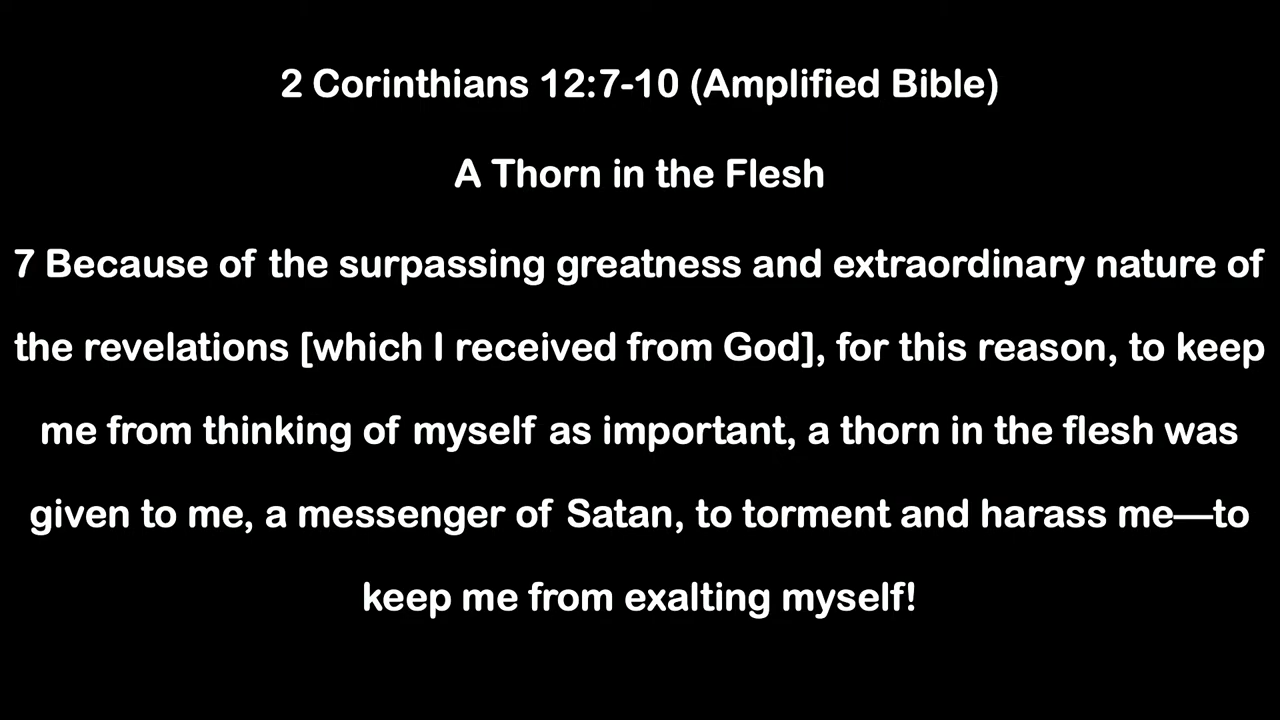 2 Corinthians 12:7-10 (Amplified Bible)
A Thorn in the Flesh
7 Because of the surpassing greatness and extraordinary nature of
the revelations [which I received from God], for this reason, to keep
me from thinking of myself as important, a thorn in the flesh was
given to me, a messenger of Satan, to torment and harass me—to
keep me from exalting myself!